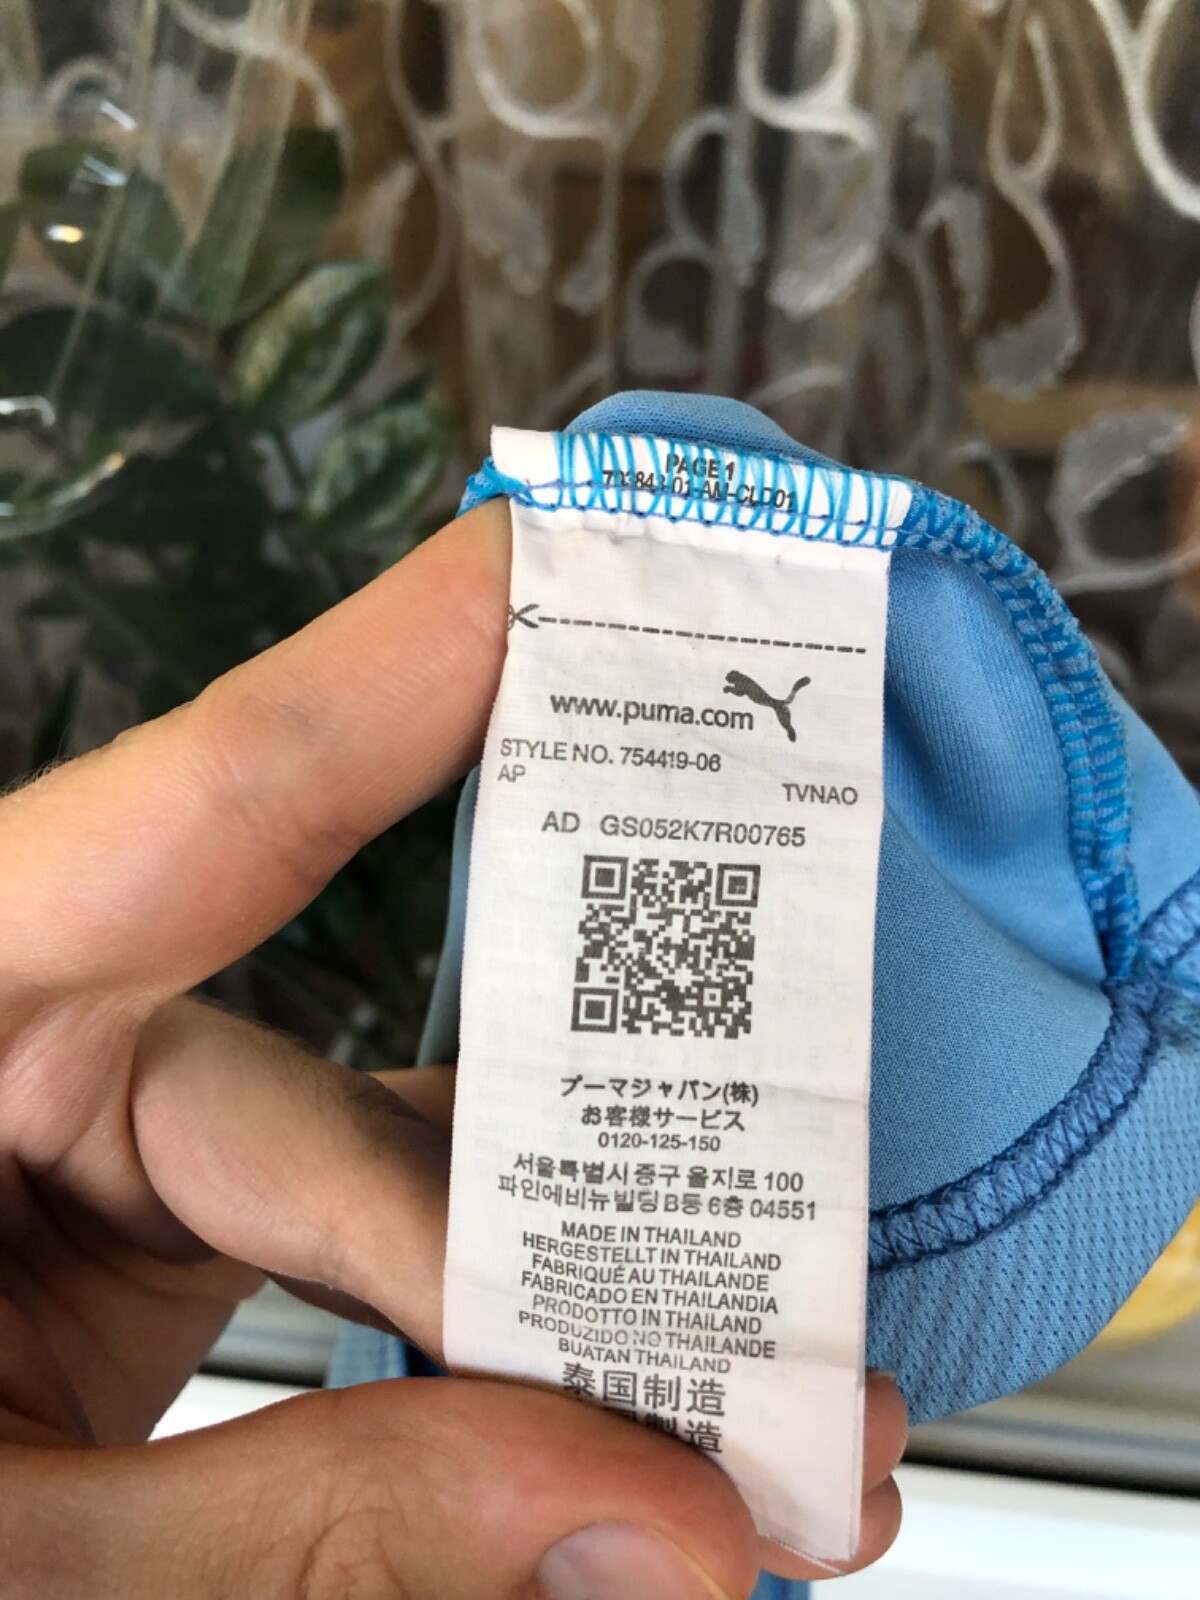 PAGE 1
www.puma.com
STYLE NO. 754419-06
AP
TVNAO
AD GS052K7R00765
プーマジャパン(株)
お客様サービス
0120-125-150
서울특별시 중구 을지로 100
파인에비뉴빌딩 B동 6층 04551
MADE IN THAILAND
HERGESTELLT IN THAILAND
FABRIQUÉ AU THAILANDE
FABRICADO EN THAILANDIA
PRODOTTO IN THAILAND
PRODUZIDO NO THAILANDE
BUATAN THAILAND
泰国制造
製造